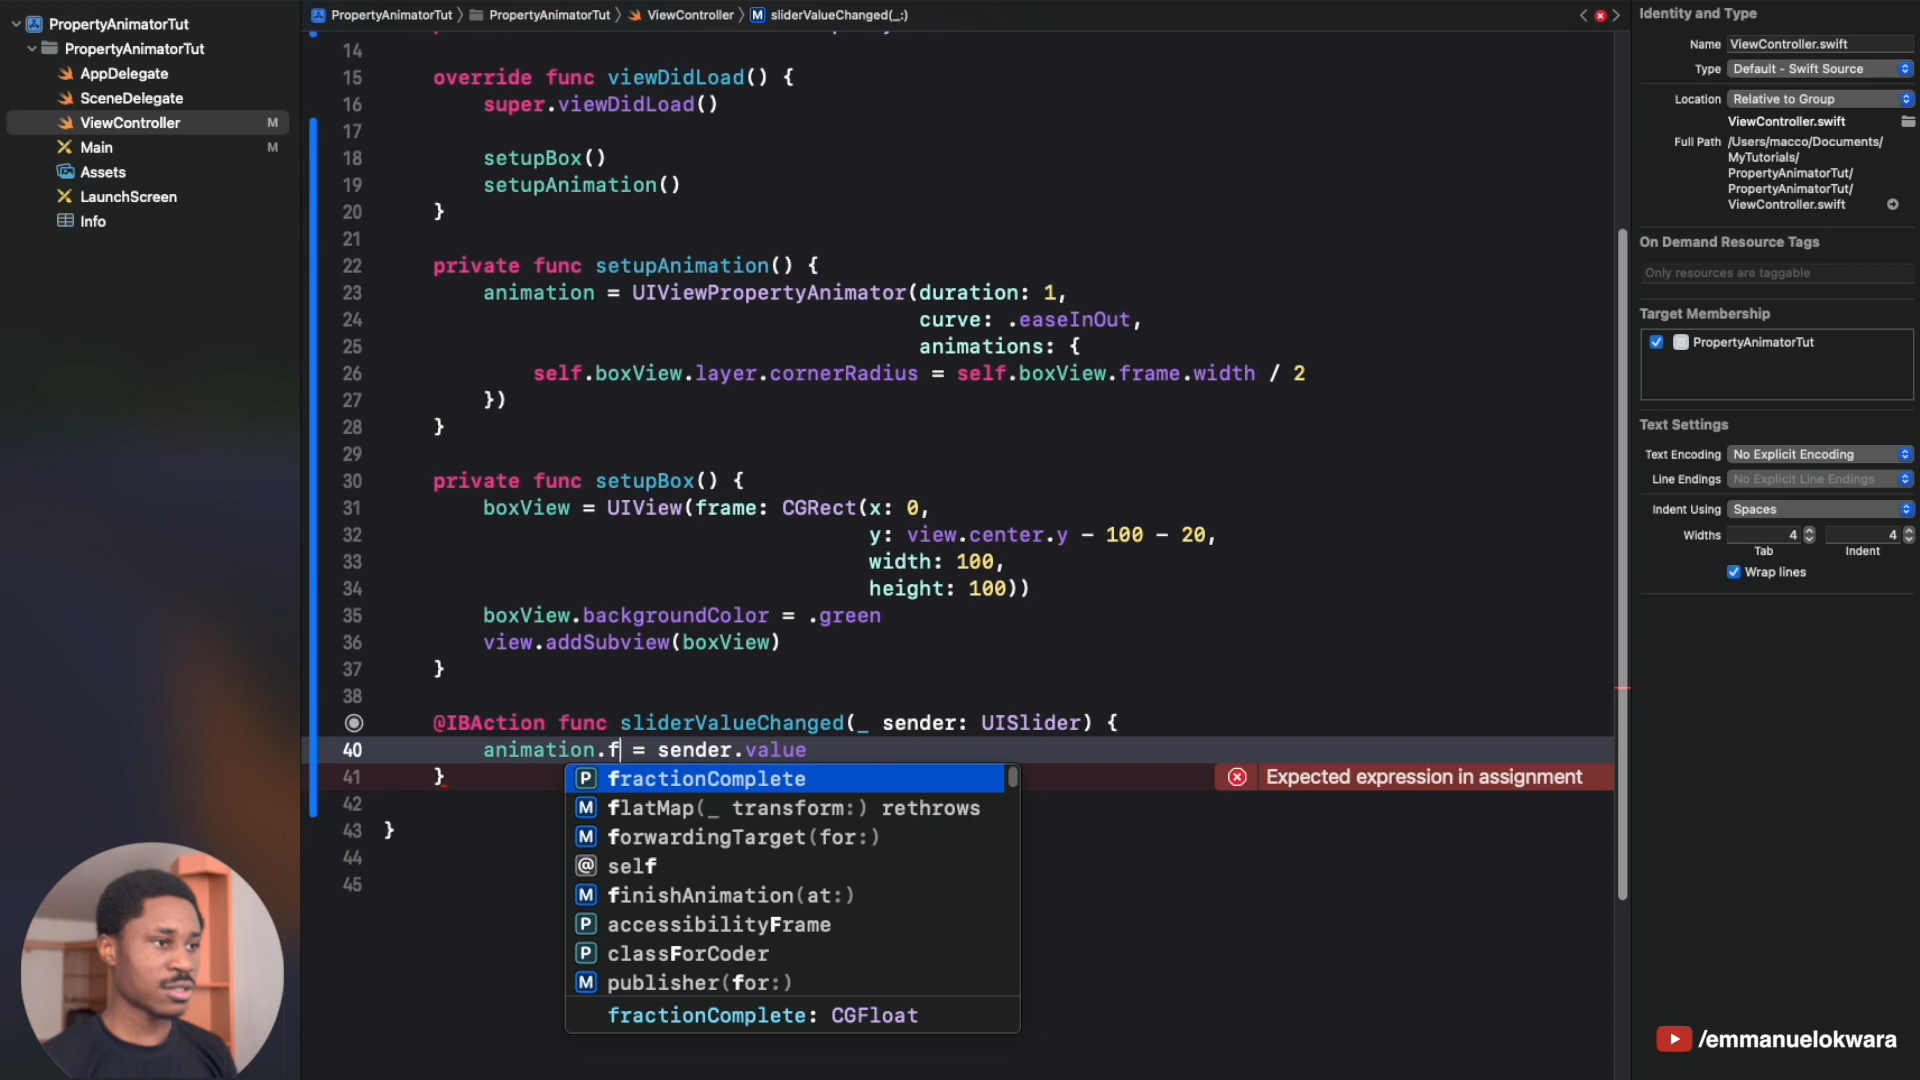 PropertyAnimatorTut
PropertyAnimatorTut
AppDelegate
SceneDelegate
ViewController M
Main M
Assets
LaunchScreen
Info
PropertyAnimatorTut PropertyAnimatorTut ViewController M sliderValueChanged(_:)
14
15 override func viewDidLoad() {
16 super.viewDidLoad()
17
18 setupBox()
19 setupAnimation()
20 }
21
22 private func setupAnimation() {
23 animation = UIViewPropertyAnimator(duration: 1,
24 curve: .easeInOut,
25 animations: {
26 self.boxView.layer.cornerRadius = self.boxView.frame.width / 2
27 })
28 }
29
30 private func setupBox() {
31 boxView = UIView(frame: CGRect(x: 0,
32 y: view.center.y - 100 - 20,
33 width: 100,
34 height: 100))
35 boxView.backgroundColor = .green
36 view.addSubview(boxView)
37 }
38
@IBAction func sliderValueChanged(_ sender: UISlider) {
40 animation.f = sender.value
41 } Expected expression in assignment
P fractionComplete
M flatMap(_ transform:) rethrows
M forwardingTarget(for:)
@ self
M finishAnimation(at:)
P accessibilityFrame
P classForCoder
M publisher(for:)
fractionComplete: CGFloat
42
43 }
44
45
Identity and Type
Name ViewController.swift
Type Default - Swift Source
Location Relative to Group
ViewController.swift
Full Path /Users/macco/Documents/
MyTutorials/
PropertyAnimatorTut/
PropertyAnimatorTut/
ViewController.swift
On Demand Resource Tags
Only resources are taggable
Target Membership
PropertyAnimatorTut
Text Settings
Text Encoding No Explicit Encoding
Line Endings No Explicit Line Endings
Indent Using Spaces
Widths 4 4
Tab Indent
Wrap lines
/emmanuelokwara